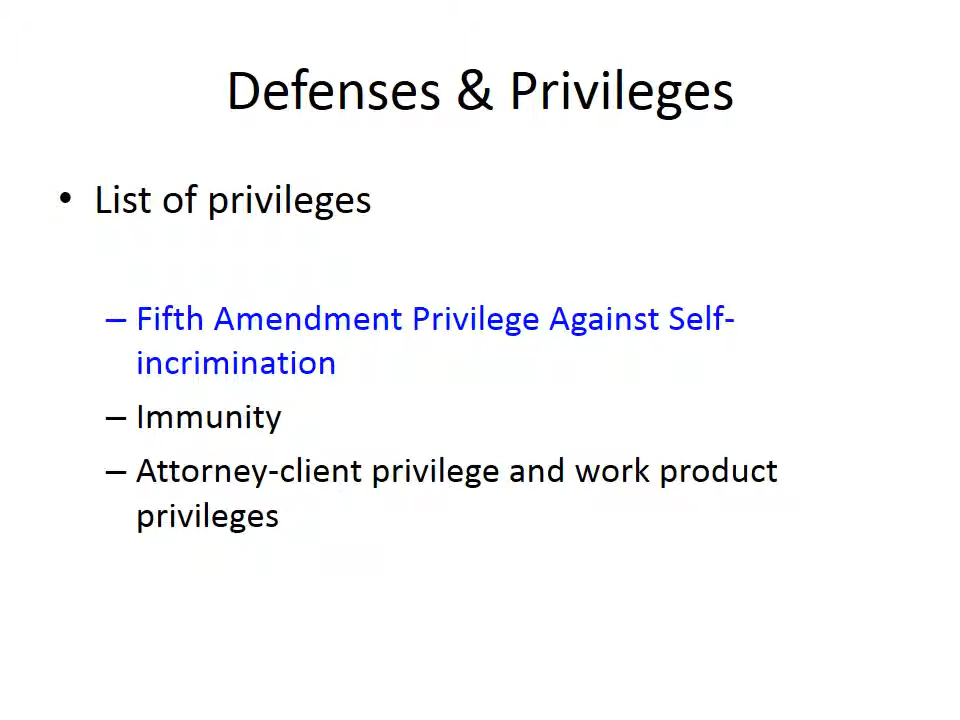 Defenses & Privileges
• List of privileges
– Fifth Amendment Privilege Against Self-
incrimination
– Immunity
– Attorney-client privilege and work product
privileges